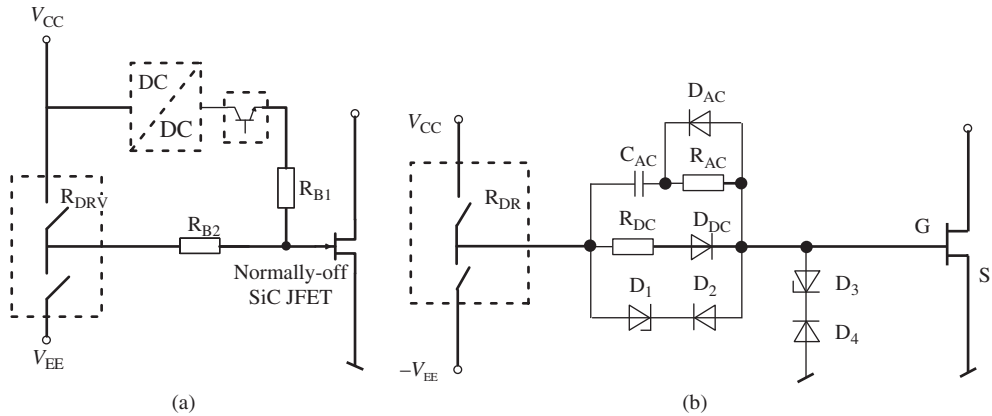 V_CC
DC
DC
R_DRV
R_B1
R_B2
Normally-off
SiC JFET
V_EE
(a)
V_CC
R_DR
D_AC
C_AC
R_AC
R_DC
D_DC
D_1
D_2
G
S
D_3
D_4
–V_EE
(b)